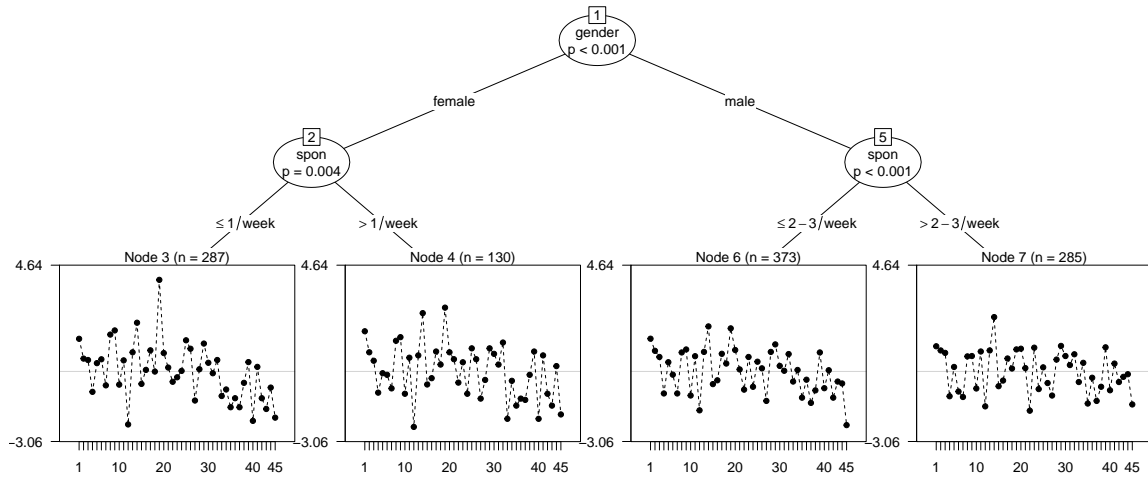 1
gender
p < 0.001
female
male
2
spon
p = 0.004
5
spon
p < 0.001
≤ 1/week
> 1/week
≤ 2−3/week
> 2−3/week
Node 3 (n = 287)
Node 4 (n = 130)
Node 6 (n = 373)
Node 7 (n = 285)
4.64
−3.06
1 10 20 30 40 45
4.64
−3.06
1 10 20 30 40 45
4.64
−3.06
1 10 20 30 40 45
4.64
−3.06
1 10 20 30 40 45